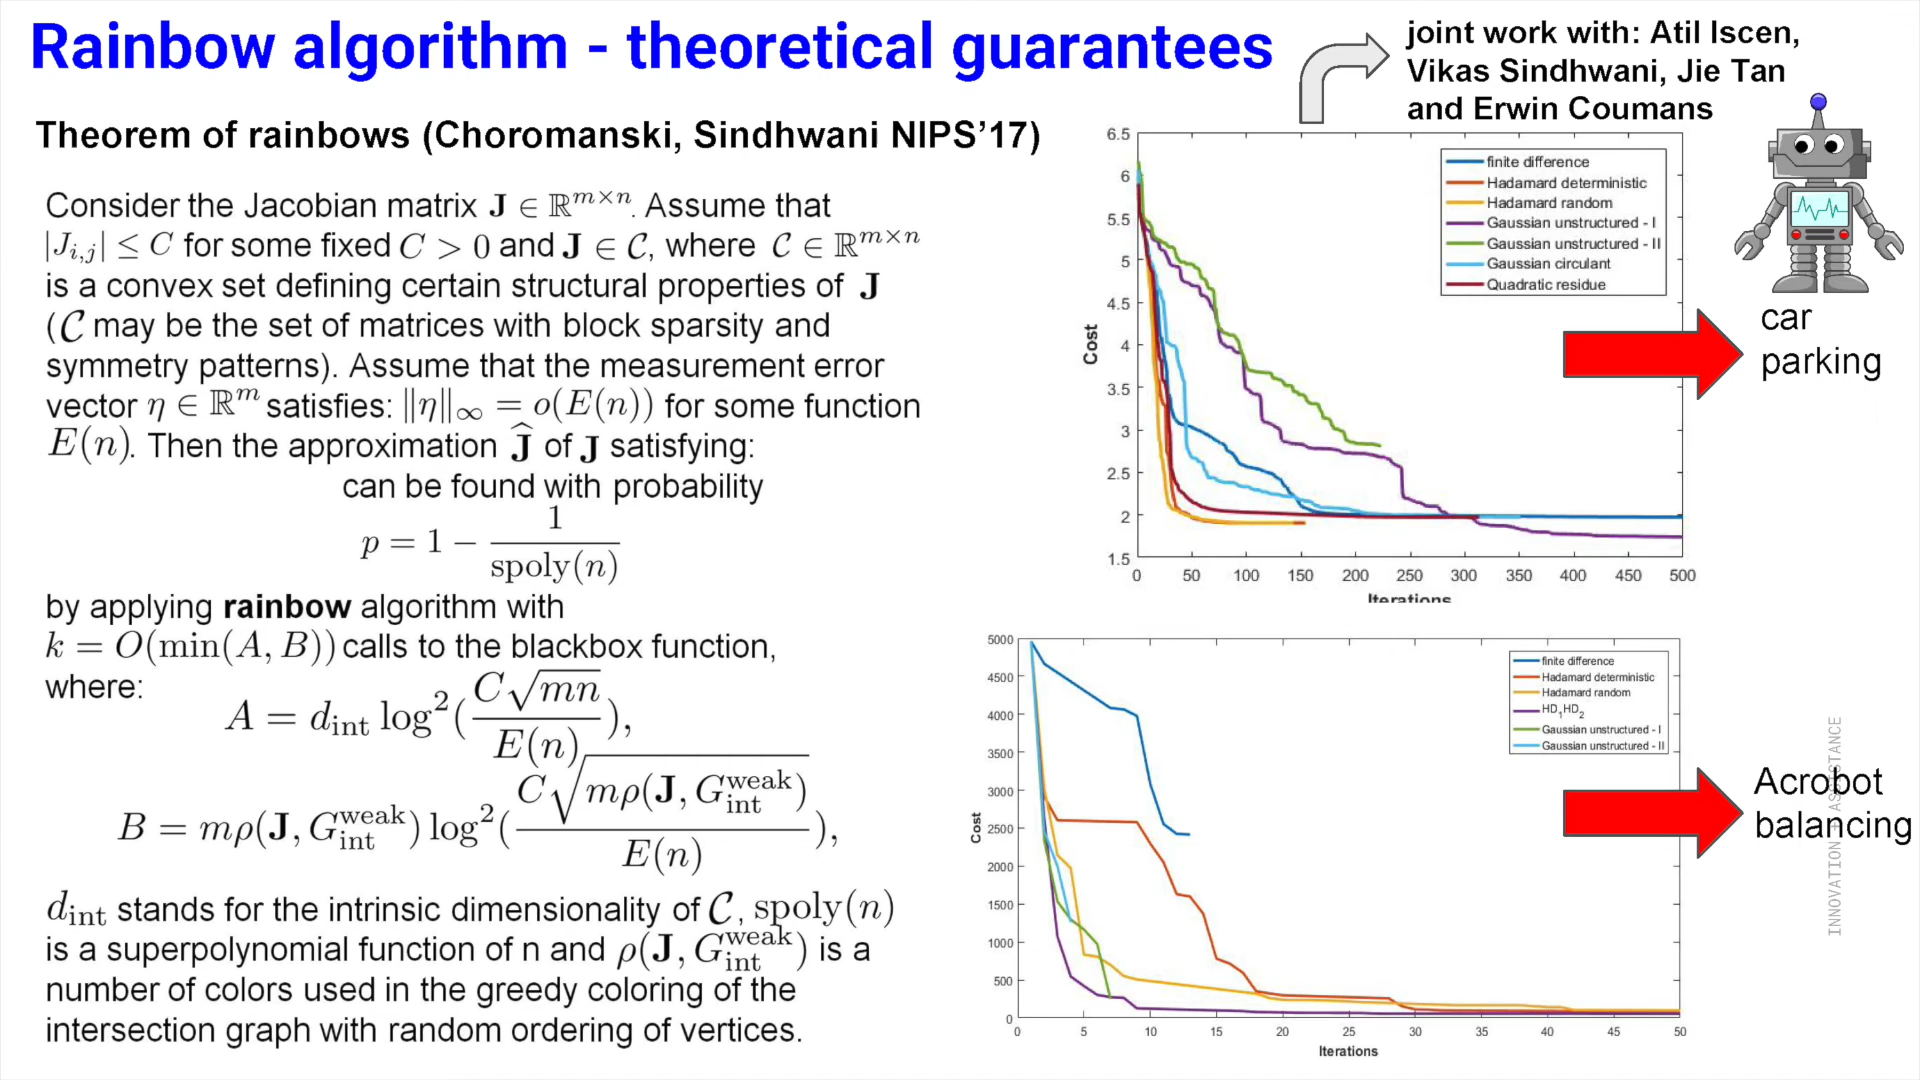 Rainbow algorithm - theoretical guarantees
joint work with: Atil Iscen,
Vikas Sindhwani, Jie Tan
and Erwin Coumans
Theorem of rainbows (Choromanski, Sindhwani NIPS’17)
Consider the Jacobian matrix J ∈ ℝ^{m×n}. Assume that
|J_{i,j}| ≤ C for some fixed C > 0 and J ∈ 𝒞, where 𝒞 ∈ ℝ^{m×n}
is a convex set defining certain structural properties of J
(𝒞 may be the set of matrices with block sparsity and
symmetry patterns). Assume that the measurement error
vector η ∈ ℝ^m satisfies: ‖η‖_∞ = o(E(n)) for some function
E(n). Then the approximation Ĵ of J satisfying:
can be found with probability
p = 1 − 1/spoly(n)
by applying rainbow algorithm with
k = O(min(A, B)) calls to the blackbox function,
where:
A = d_int log²(C√mn / E(n)),
B = mρ(J, G_int^weak) log²(C√(mρ(J, G_int^weak)) / E(n)),
d_int stands for the intrinsic dimensionality of 𝒞, spoly(n)
is a superpolynomial function of n and ρ(J, G_int^weak) is a
number of colors used in the greedy coloring of the
intersection graph with random ordering of vertices.
6.5
6
5.5
5
4.5
4
3.5
3
2.5
2
1.5
Cost
0 50 100 150 200 250 300 350 400 450 500
Iterations
finite difference
Hadamard deterministic
Hadamard random
Gaussian unstructured - I
Gaussian unstructured - II
Gaussian circulant
Quadratic residue
car
parking
5000
4500
4000
3500
3000
2500
2000
1500
1000
500
0
Cost
0 5 10 15 20 25 30 35 40 45 50
Iterations
finite difference
Hadamard deterministic
Hadamard random
HD₁HD₂
Gaussian unstructured - I
Gaussian unstructured - II
Acrobot
balancing